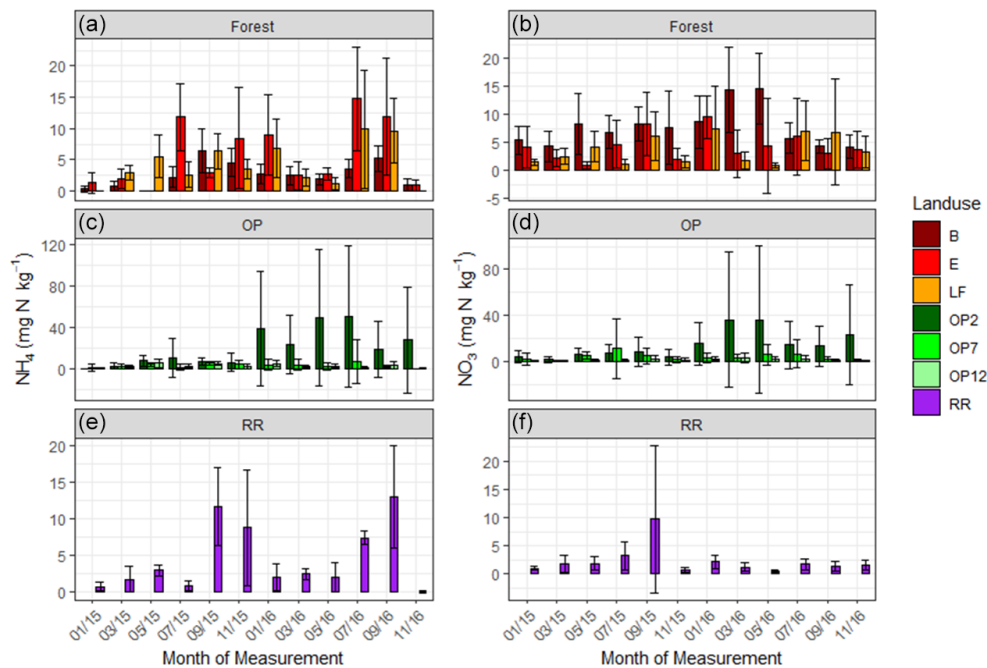 (a)
Forest
20
15
10
5
0
(b)
Forest
20
15
10
5
0
-5
(c)
OP
120
80
40
0
(d)
OP
80
40
0
(e)
RR
20
15
10
5
0
(f)
RR
20
15
10
5
0
NH₄ (mg N kg⁻¹)
NO₃ (mg N kg⁻¹)
01/15 03/15 05/15 07/15 09/15 11/15 01/16 03/16 05/16 07/16 09/16 11/16
01/15 03/15 05/15 07/15 09/15 11/15 01/16 03/16 05/16 07/16 09/16 11/16
Month of Measurement
Month of Measurement
Landuse
B
E
LF
OP2
OP7
OP12
RR